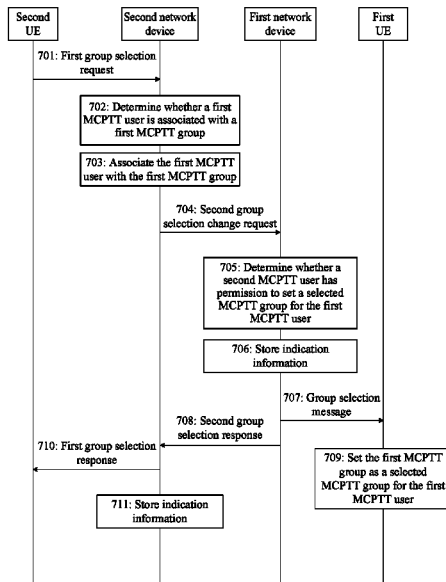 Second
UE
Second network
device
First network
device
First
UE
701: First group selection
request
702: Determine whether a first
MCPTT user is associated with a
first MCPTT group
703: Associate the first MCPTT
user with the first MCPTT group
704: Second group
selection change request
705: Determine whether a
second MCPTT user has
permission to set a selected
MCPTT group for the first
MCPTT user
706: Store indication
information
707: Group selection
message
708: Second group
selection response
709: Set the first MCPTT
group as a selected
MCPTT group for the first
MCPTT user
710: First group selection
response
711: Store indication
information